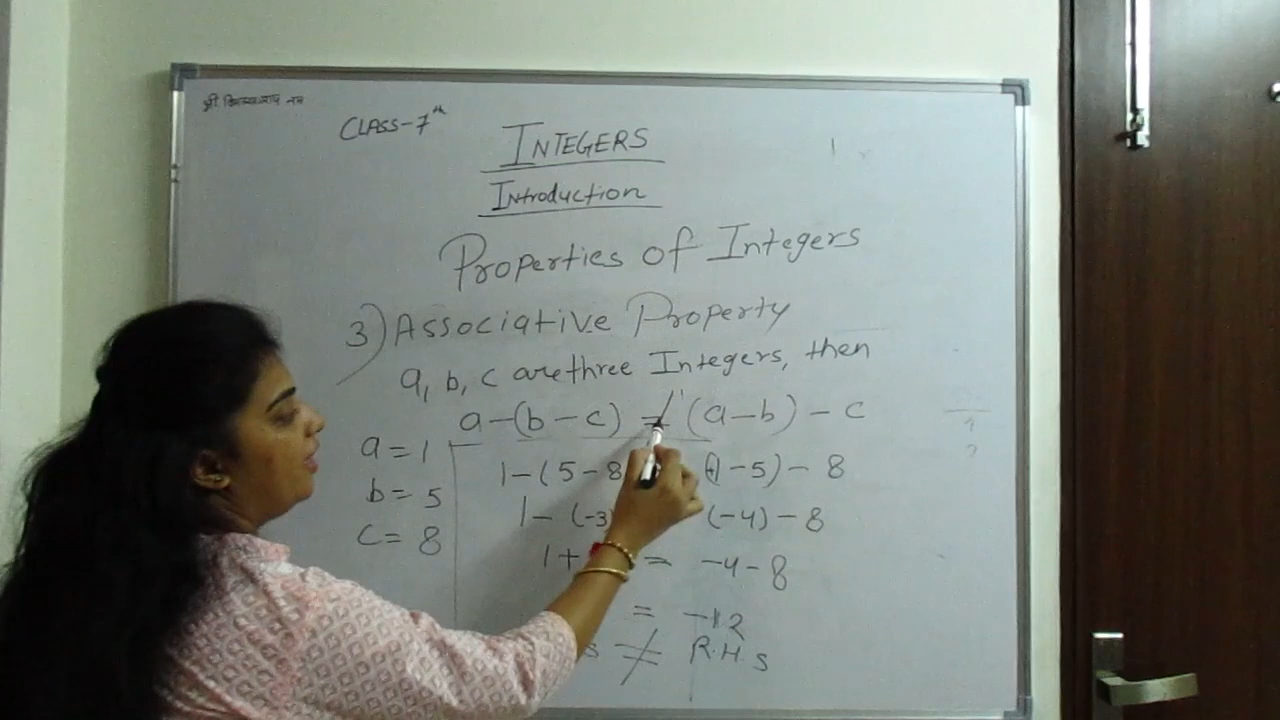 श्री
CLASS-7th
INTEGERS
Introduction
Properties of Integers
3) Associative Property
a, b, c are three Integers, then
a-(b-c) ≠ (a-b)-c
a=1
b=5
c=8
1-(5-8 (1-5)-8
1-(-3) (-4)-8
1+ = -4-8
= -12
S ≠ R.H.S